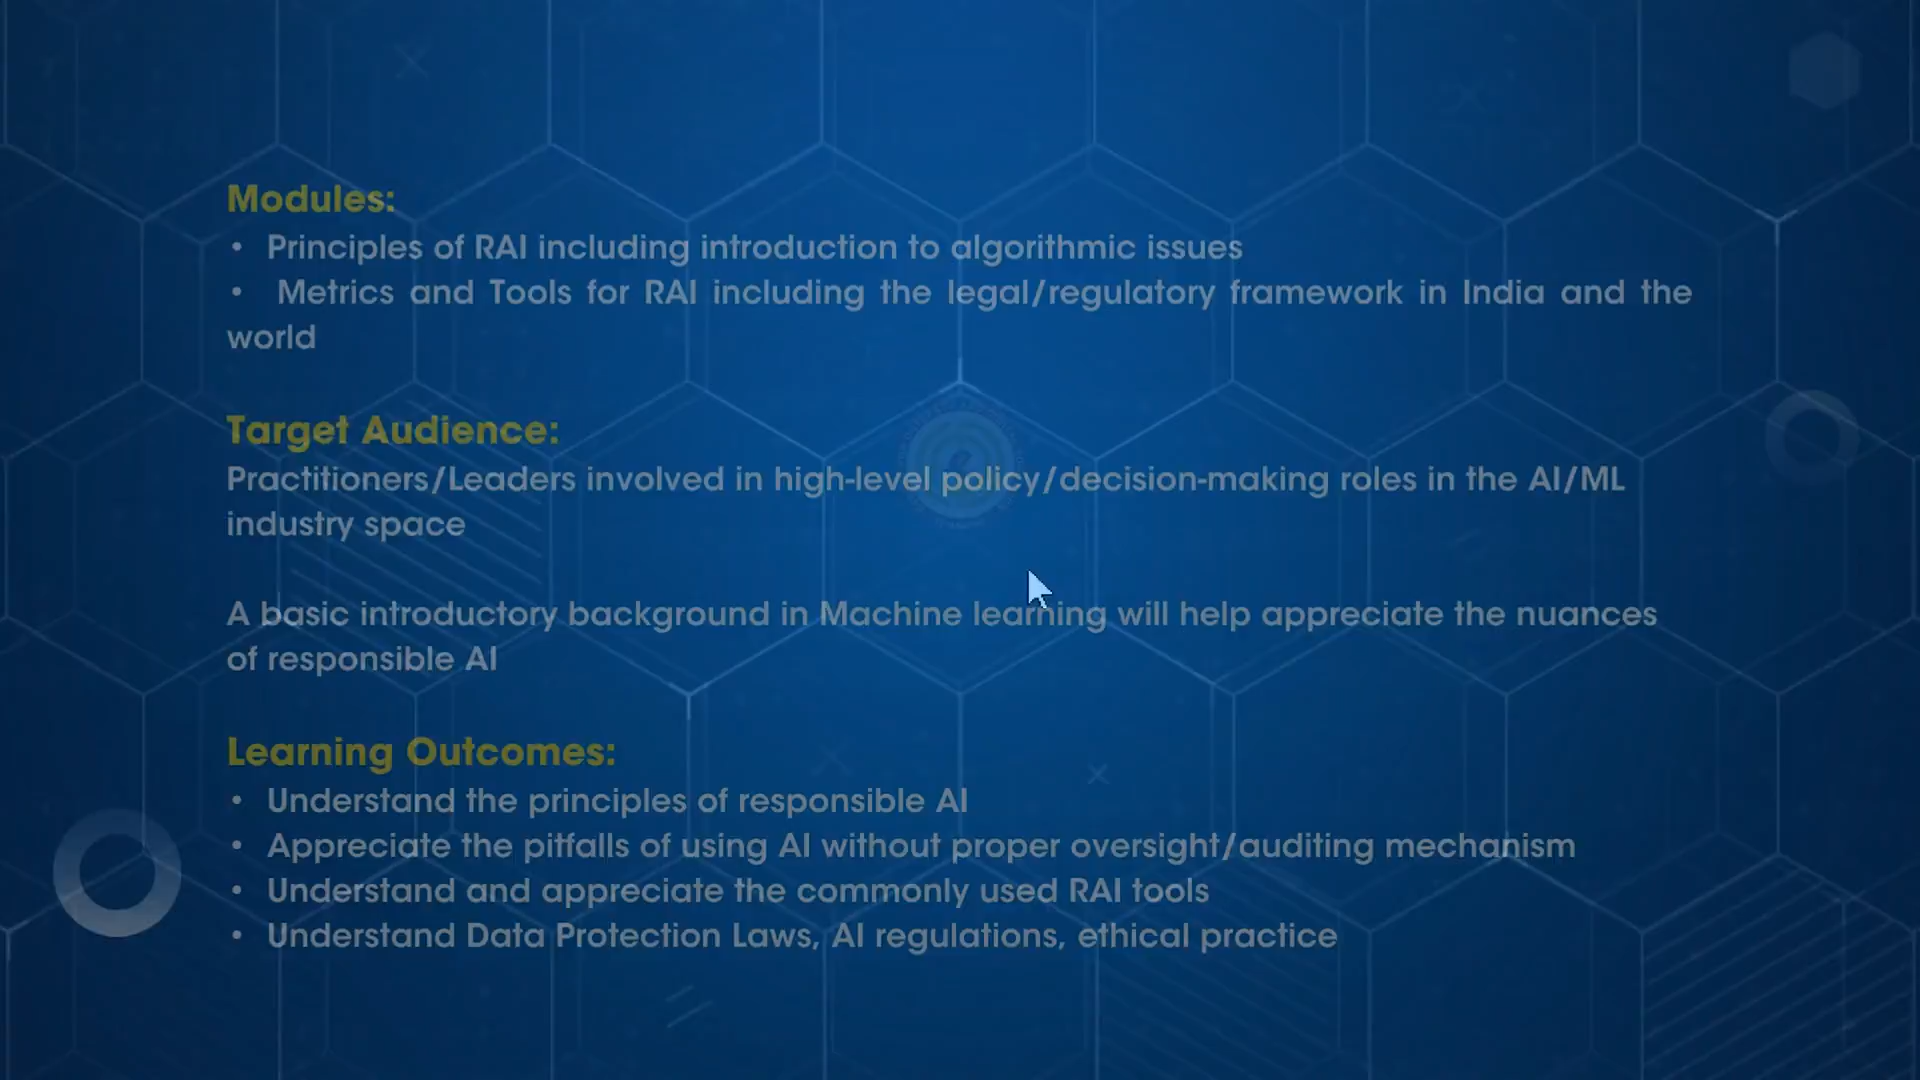 Modules:
• Principles of RAI including introduction to algorithmic issues
• Metrics and Tools for RAI including the legal/regulatory framework in India and the
world
Target Audience:
Practitioners/Leaders involved in high-level policy/decision-making roles in the AI/ML
industry space
A basic introductory background in Machine learning will help appreciate the nuances
of responsible AI
Learning Outcomes:
• Understand the principles of responsible AI
• Appreciate the pitfalls of using AI without proper oversight/auditing mechanism
• Understand and appreciate the commonly used RAI tools
• Understand Data Protection Laws, AI regulations, ethical practice